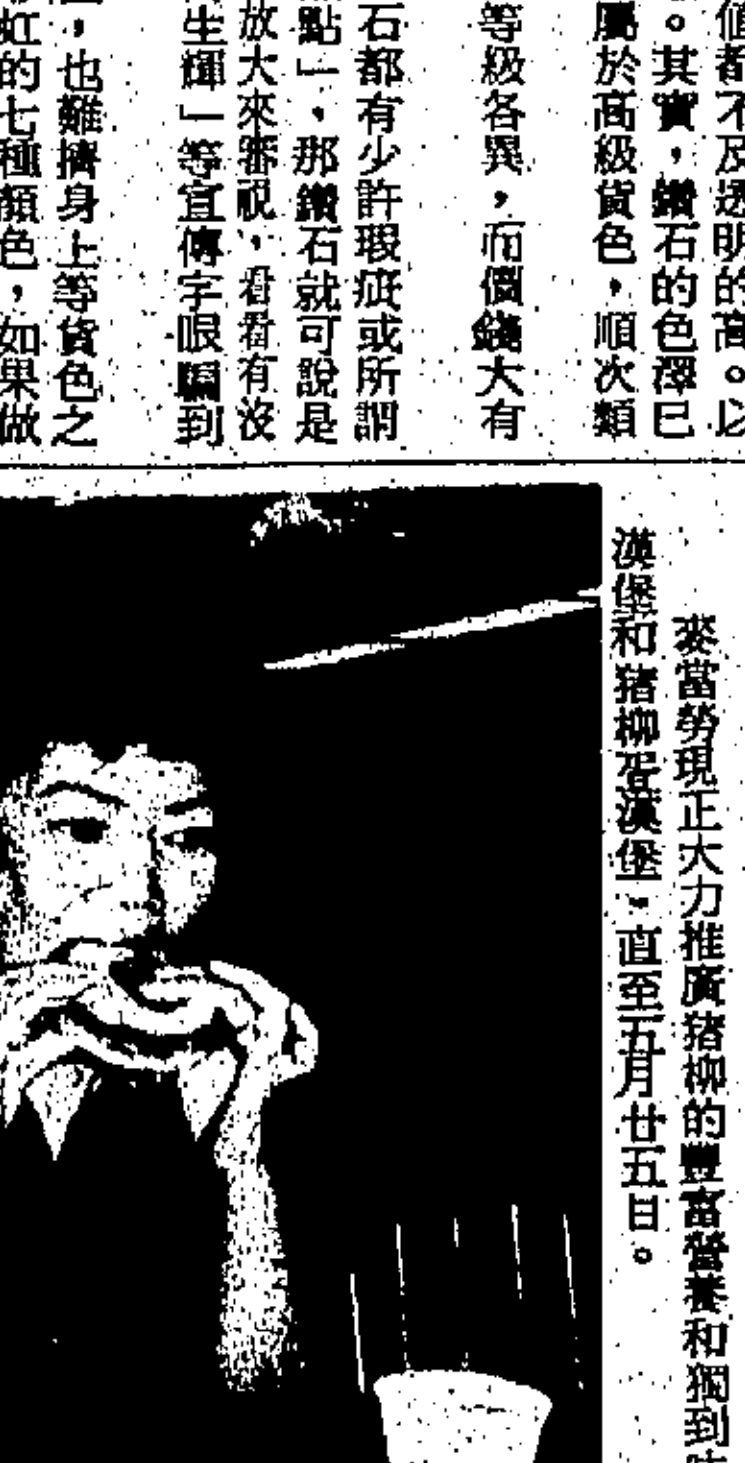 值都不及透明的高。以
。其實，鑽石的色澤已
屬於高級貨色，順次類
等級各異，而價錢大有
石都有少許瑕疵或所謂
點」，那鑽石就可說是
放大來審視，看看有沒
生輝」等宣傳字眼騙到
，也難擠身上等貨色之
虹的七種顏色，如果做
麥當勞現正大力推廣猪柳的豐富營養和獨到
漢堡和猪柳蛋漢堡，直至五月廿五日。